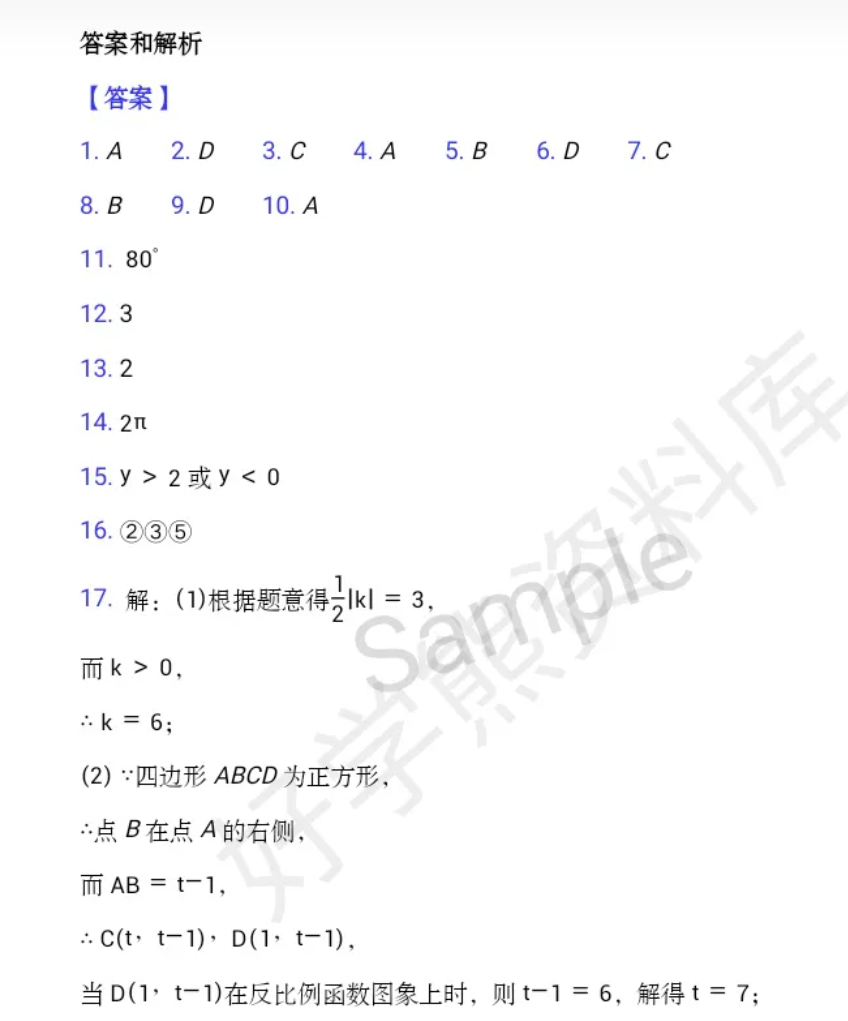 答案和解析
【答案】
1. A 2. D 3. C 4. A 5. B 6. D 7. C
8. B 9. D 10. A
11. 80°
12. 3
13. 2
14. 2π
15. y > 2 或 y < 0
16. ②③⑤
17. 解：(1)根据题意得1/2|k| = 3，
而 k > 0，
∴ k = 6；
(2) ∵四边形 ABCD 为正方形，
∴点 B 在点 A 的右侧，
而 AB = t−1，
∴ C(t，t−1)，D(1，t−1)，
当 D(1，t−1)在反比例函数图象上时，则 t−1 = 6，解得 t = 7；
Sample
好学熊资料库